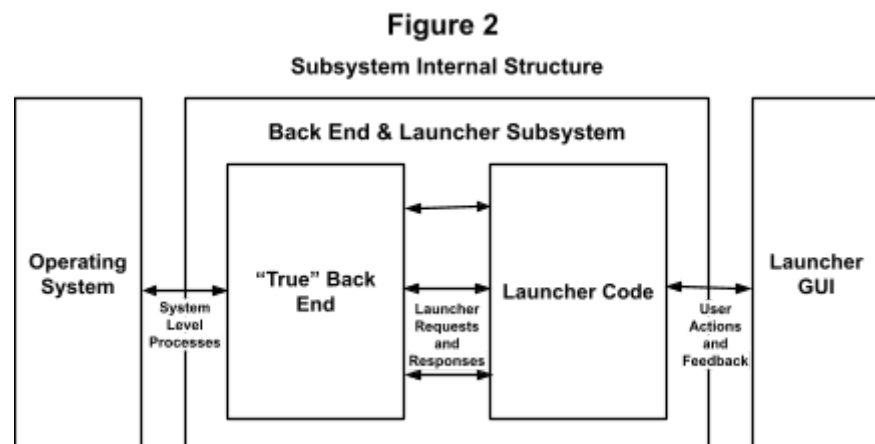 Figure 2
Subsystem Internal Structure
Back End & Launcher Subsystem
Operating
System
System
Level
Processes
“True” Back
End
Launcher
Requests
and
Responses
Launcher Code
User
Actions
and
Feedback
Launcher
GUI